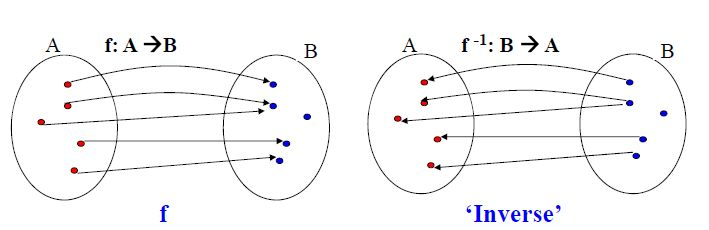 A
f: A →B
B
f
A
f -1: B → A
B
‘Inverse’